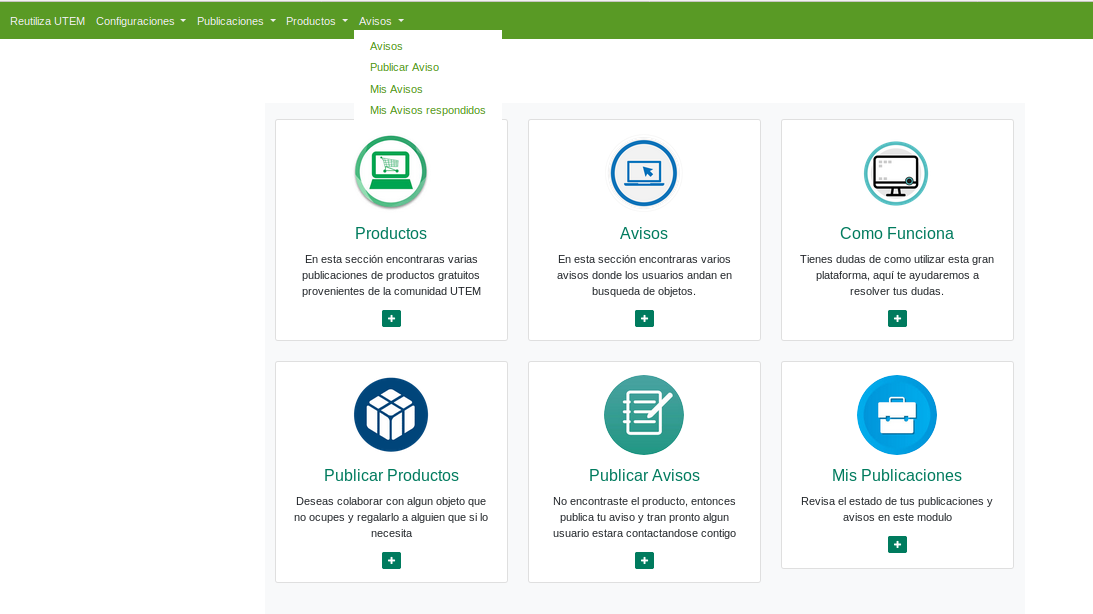 Reutiliza UTEM Configuraciones Publicaciones Productos Avisos
Avisos
Publicar Aviso
Mis Avisos
Mis Avisos respondidos
Productos
En esta sección encontraras varias
publicaciones de productos gratuitos
provenientes de la comunidad UTEM
Avisos
En esta sección encontraras varios
avisos donde los usuarios andan en
busqueda de objetos.
Como Funciona
Tienes dudas de como utilizar esta gran
plataforma, aquí te ayudaremos a
resolver tus dudas.
Publicar Productos
Deseas colaborar con algun objeto que
no ocupes y regalarlo a alguien que si lo
necesita
Publicar Avisos
No encontraste el producto, entonces
publica tu aviso y tran pronto algun
usuario estara contactandose contigo
Mis Publicaciones
Revisa el estado de tus publicaciones y
avisos en este modulo